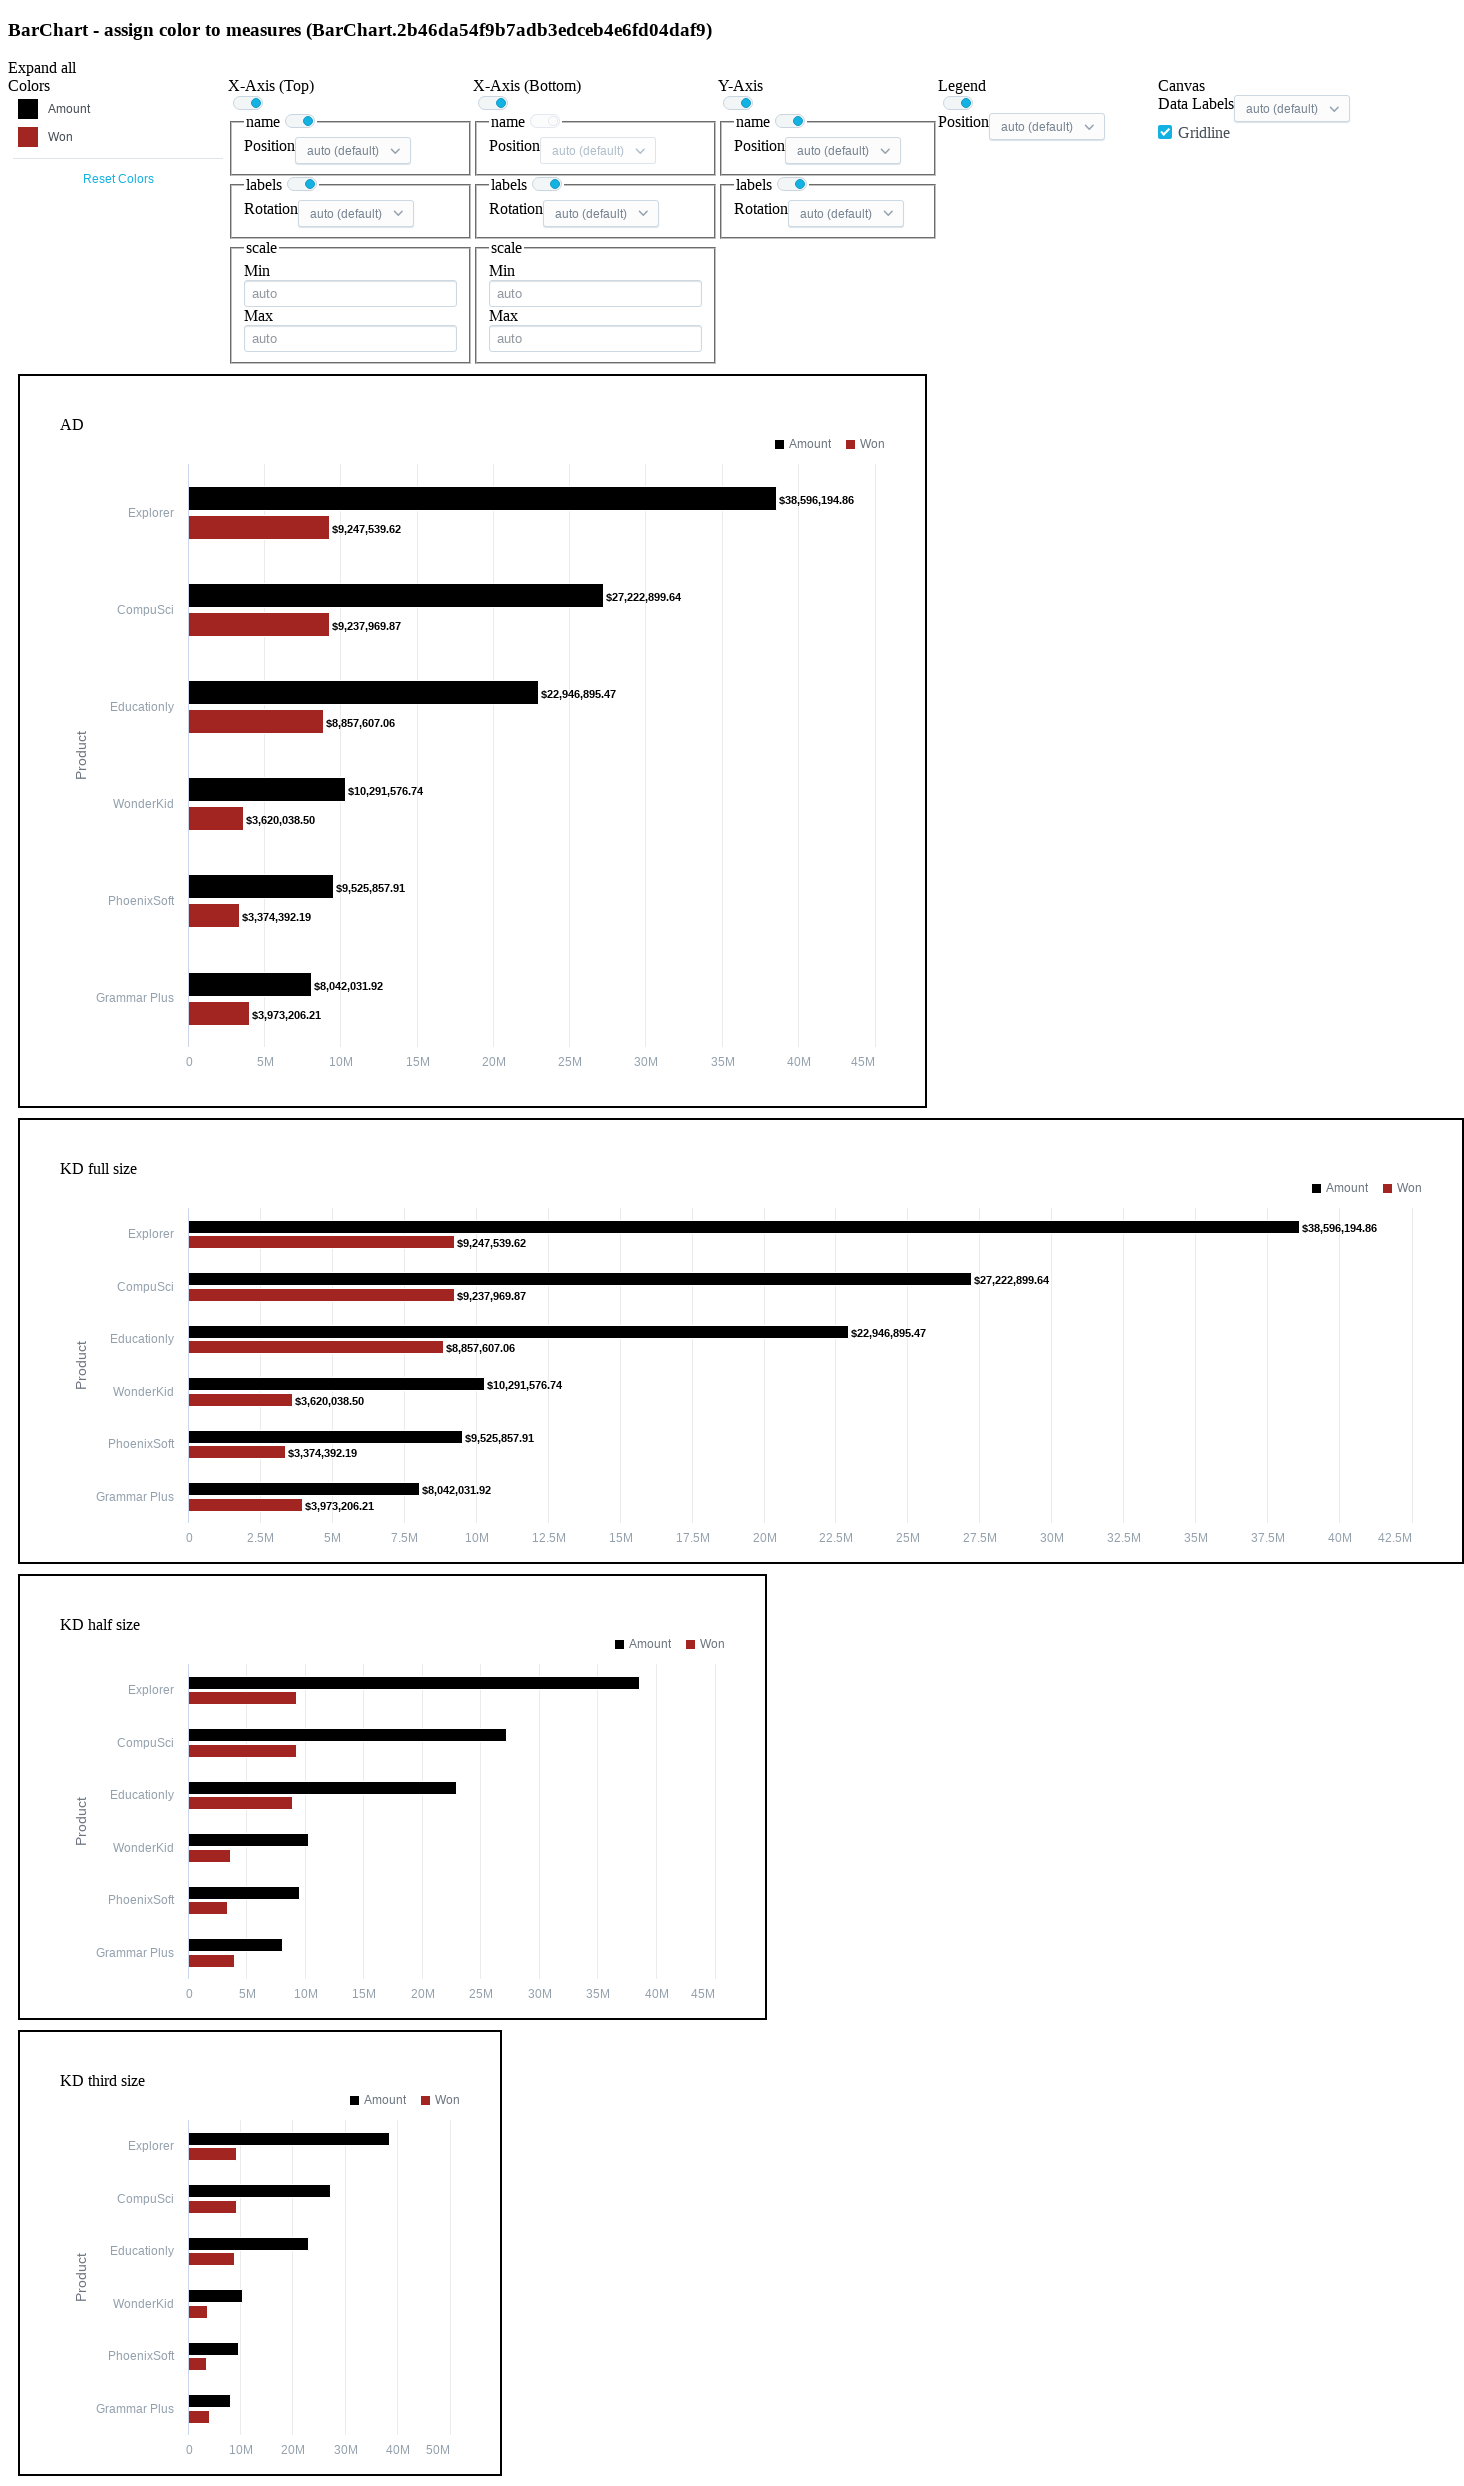 BarChart - assign color to measures (BarChart.2b46da54f9b7adb3edceb4e6fd04daf9)
Expand all
Colors
Amount
Won
Reset Colors
X-Axis (Top)
name
Position auto (default)
labels
Rotation auto (default)
scale
Min
auto
Max
auto
X-Axis (Bottom)
name
Position auto (default)
labels
Rotation auto (default)
scale
Min
auto
Max
auto
Y-Axis
name
Position auto (default)
labels
Rotation auto (default)
Legend
Position auto (default)
Canvas
Data Labels auto (default)
Gridline
AD
Amount Won
Product
Explorer $38,596,194.86
$9,247,539.62
CompuSci $27,222,899.64
$9,237,969.87
Educationly $22,946,895.47
$8,857,607.06
WonderKid $10,291,576.74
$3,620,038.50
PhoenixSoft $9,525,857.91
$3,374,392.19
Grammar Plus $8,042,031.92
$3,973,206.21
0 5M 10M 15M 20M 25M 30M 35M 40M 45M
KD full size
Amount Won
Product
Explorer $38,596,194.86
$9,247,539.62
CompuSci $27,222,899.64
$9,237,969.87
Educationly $22,946,895.47
$8,857,607.06
WonderKid $10,291,576.74
$3,620,038.50
PhoenixSoft $9,525,857.91
$3,374,392.19
Grammar Plus $8,042,031.92
$3,973,206.21
0 2.5M 5M 7.5M 10M 12.5M 15M 17.5M 20M 22.5M 25M 27.5M 30M 32.5M 35M 37.5M 40M 42.5M
KD half size
Amount Won
Product
Explorer
CompuSci
Educationly
WonderKid
PhoenixSoft
Grammar Plus
0 5M 10M 15M 20M 25M 30M 35M 40M 45M
KD third size
Amount Won
Product
Explorer
CompuSci
Educationly
WonderKid
PhoenixSoft
Grammar Plus
0 10M 20M 30M 40M 50M